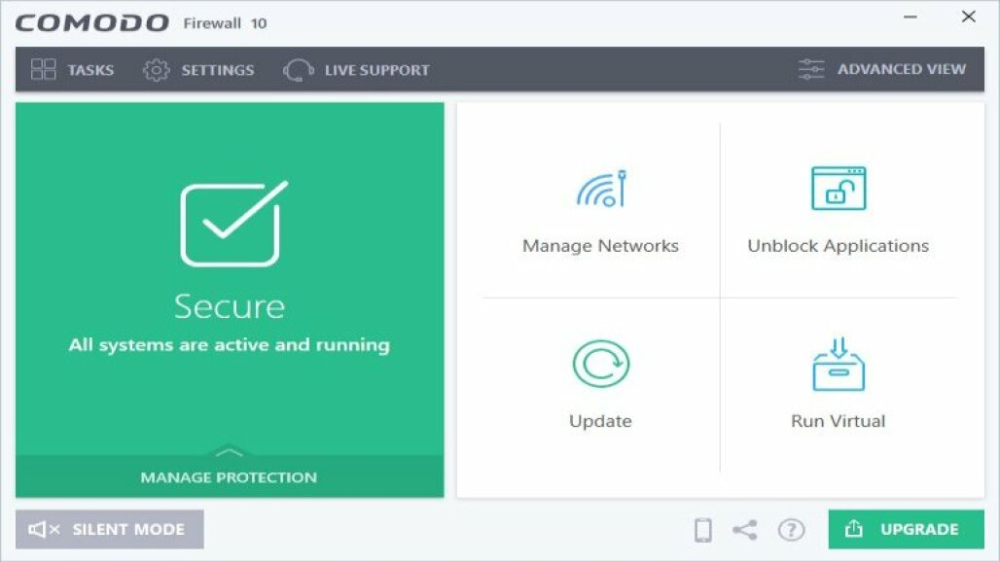 COMODO Firewall 10
TASKS SETTINGS LIVE SUPPORT ADVANCED VIEW
Secure
All systems are active and running
MANAGE PROTECTION
Manage Networks
Unblock Applications
Update
Run Virtual
SILENT MODE
?
UPGRADE